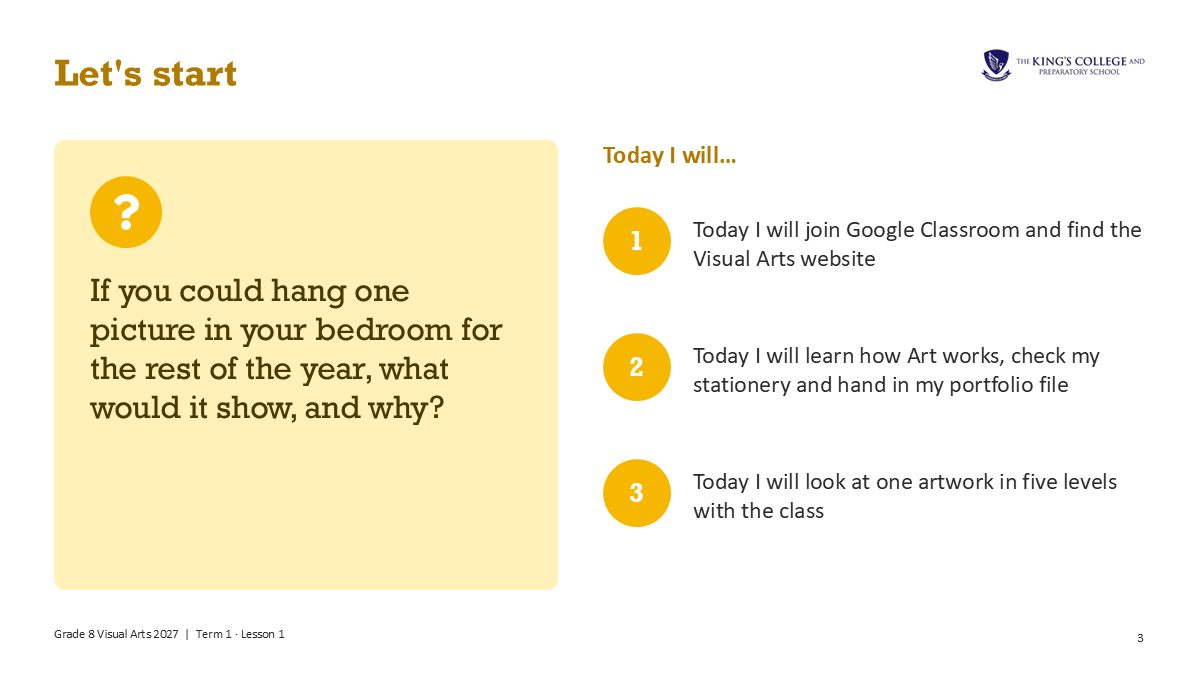 Let's start
THE KING'S COLLEGE AND
PREPARATORY SCHOOL
?
If you could hang one
picture in your bedroom for
the rest of the year, what
would it show, and why?
Today I will...
1
Today I will join Google Classroom and find the
Visual Arts website
2
Today I will learn how Art works, check my
stationery and hand in my portfolio file
3
Today I will look at one artwork in five levels
with the class
Grade 8 Visual Arts 2027 | Term 1 · Lesson 1
3